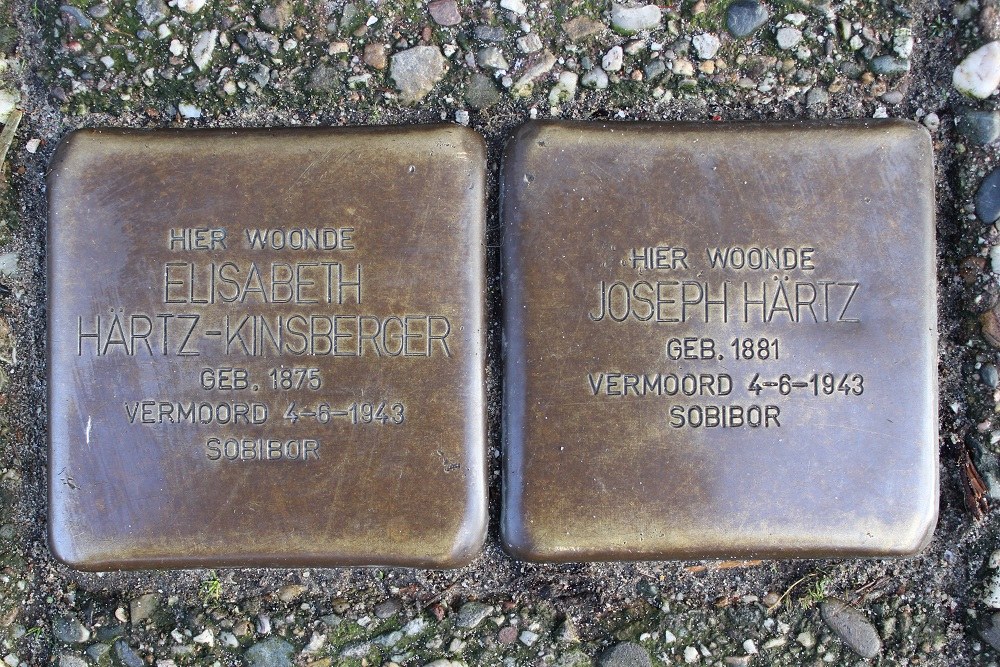 HIER WOONDE
ELISABETH
HÄRTZ-KINSBERGER
GEB. 1875
VERMOORD 4-6-1943
SOBIBOR
HIER WOONDE
JOSEPH HÄRTZ
GEB. 1881
VERMOORD 4-6-1943
SOBIBOR